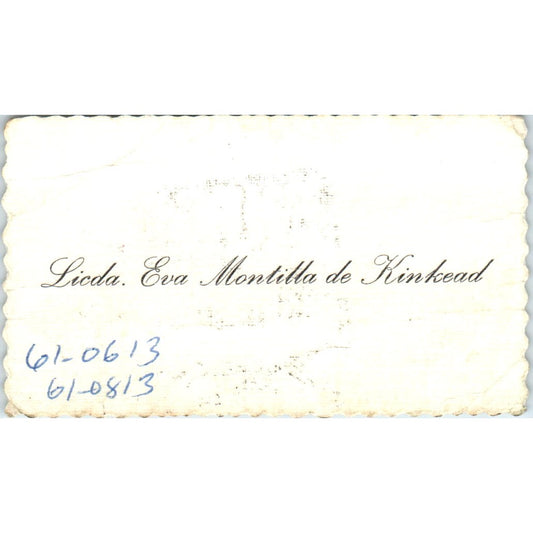 Licda. Eva Montilla de Kinkead
61-0613
61-0813